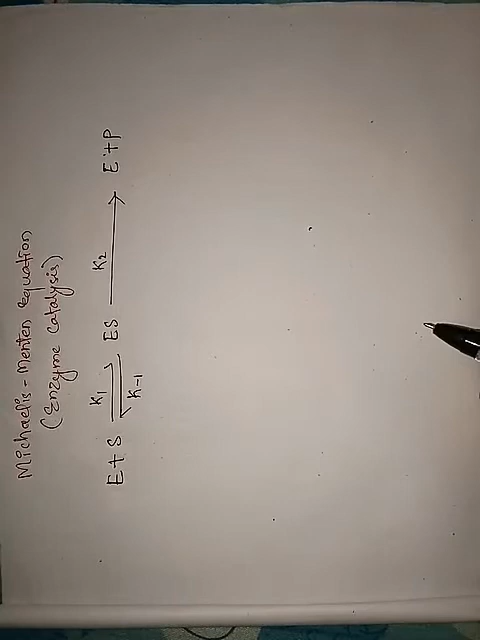 Michaelis - Menten equation
(Enzyme catalysis)
E + S ⇌ ES ⟶ E + P
K1 K2
K-1